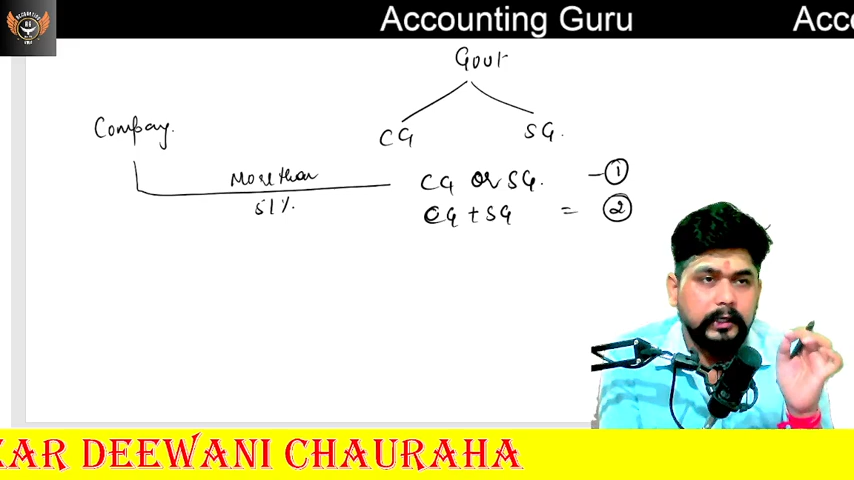 Accounting Guru
Acco
Govt
CG SG.
Company.
More than
51%.
CG or SG. - 1
CG + SG = 2
KAR DEEWANI CHAURAHA